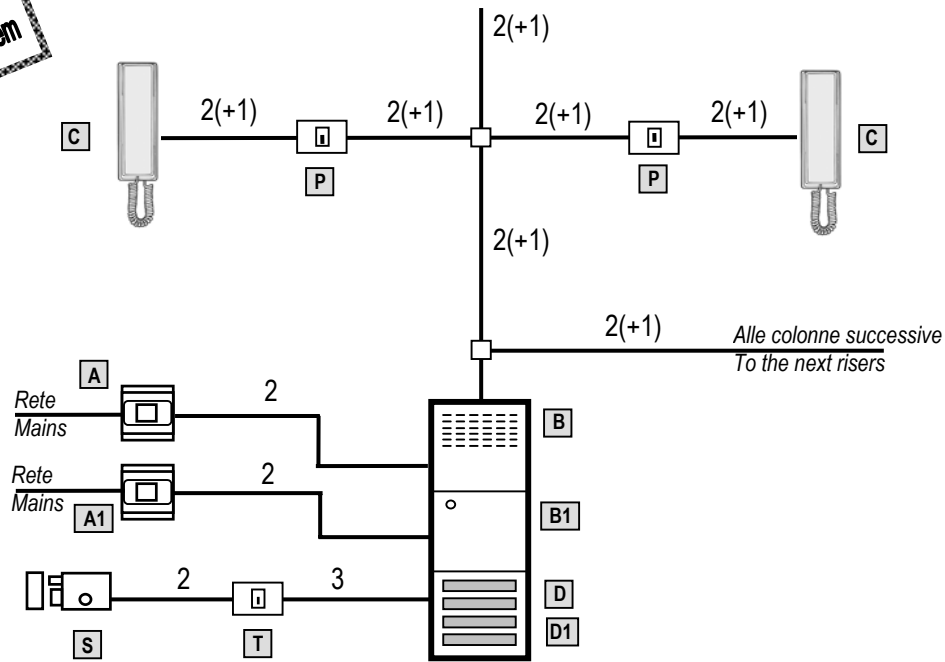 2(+1)
2(+1) 2(+1) 2(+1) 2(+1)
C C
P P
2(+1)
2(+1) Alle colonne successive
To the next risers
A
Rete 2
Mains
B
Rete 2
Mains
A1 B1
2 3
D
S T D1